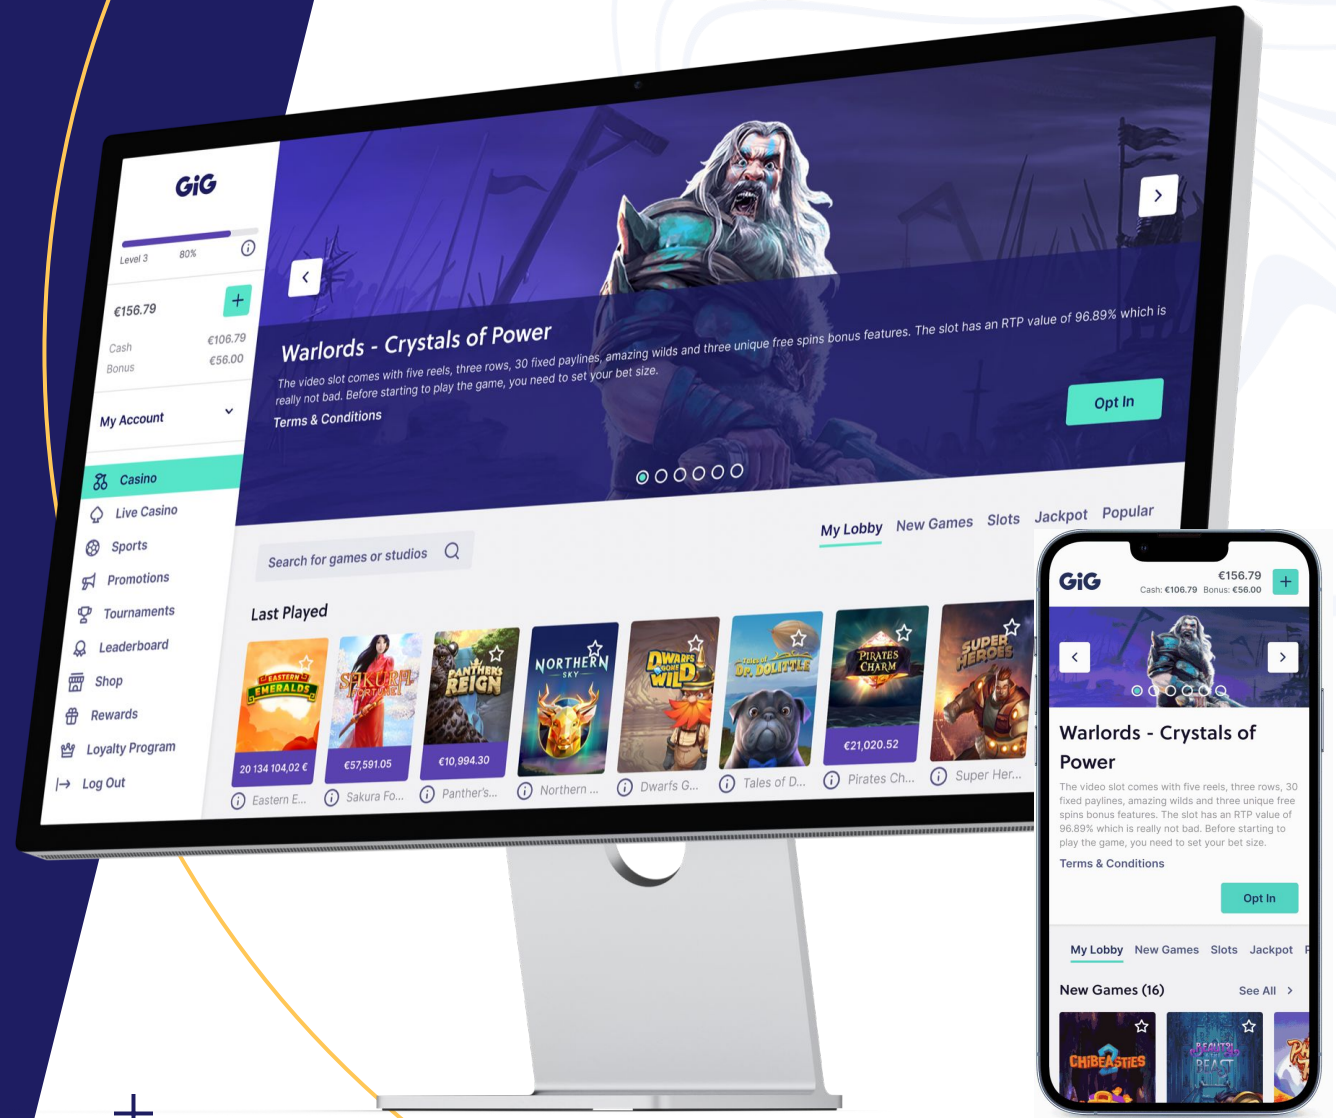 GiG
Level 3 80%
€156.79
Cash €106.79
Bonus €56.00
My Account
Casino
Live Casino
Sports
Promotions
Tournaments
Leaderboard
Shop
Rewards
Loyalty Program
Log Out
Warlords - Crystals of Power
The video slot comes with five reels, three rows, 30 fixed paylines, amazing wilds and three unique free spins bonus features. The slot has an RTP value of 96.89% which is
really not bad. Before starting to play the game, you need to set your bet size.
Terms & Conditions
Opt In
Search for games or studios
My Lobby New Games Slots Jackpot Popular
Last Played
EASTERN
EMERALDS
20 134 104,02 €
Eastern E...
SAKURA
FORTUNE
€57,591.05
Sakura Fo...
PANTHER'S
REIGN
€10,994.30
Panther's...
NORTHERN
SKY
Northern ...
DWARFS
GONE
WILD
Dwarfs G...
TALES of
DR. DOLITTLE
Tales of D...
PIRATES
CHARM
€21,020.52
Pirates Ch...
SUPER
HEROES
Super Her...
GiG
€156.79
Cash: €106.79 Bonus: €56.00
Warlords - Crystals of
Power
The video slot comes with five reels, three rows, 30
fixed paylines, amazing wilds and three unique free
spins bonus features. The slot has an RTP value of
96.89% which is really not bad. Before starting to
play the game, you need to set your bet size.
Terms & Conditions
Opt In
My Lobby New Games Slots Jackpot
New Games (16) See All
CHIBEASTIES
2
BEAST